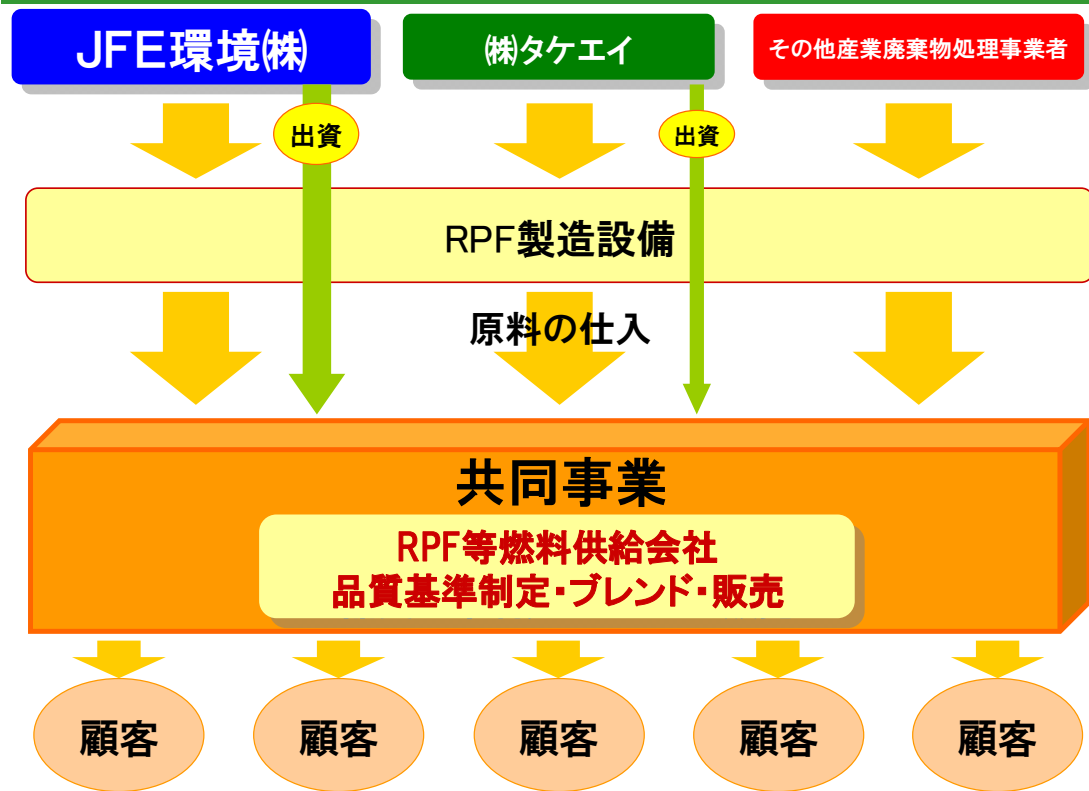 JFE環境㈱
㈱タケエイ
その他産業廃棄物処理事業者
出資
出資
RPF製造設備
原料の仕入
共同事業
RPF等燃料供給会社
品質基準制定・ブレンド・販売
顧客
顧客
顧客
顧客
顧客